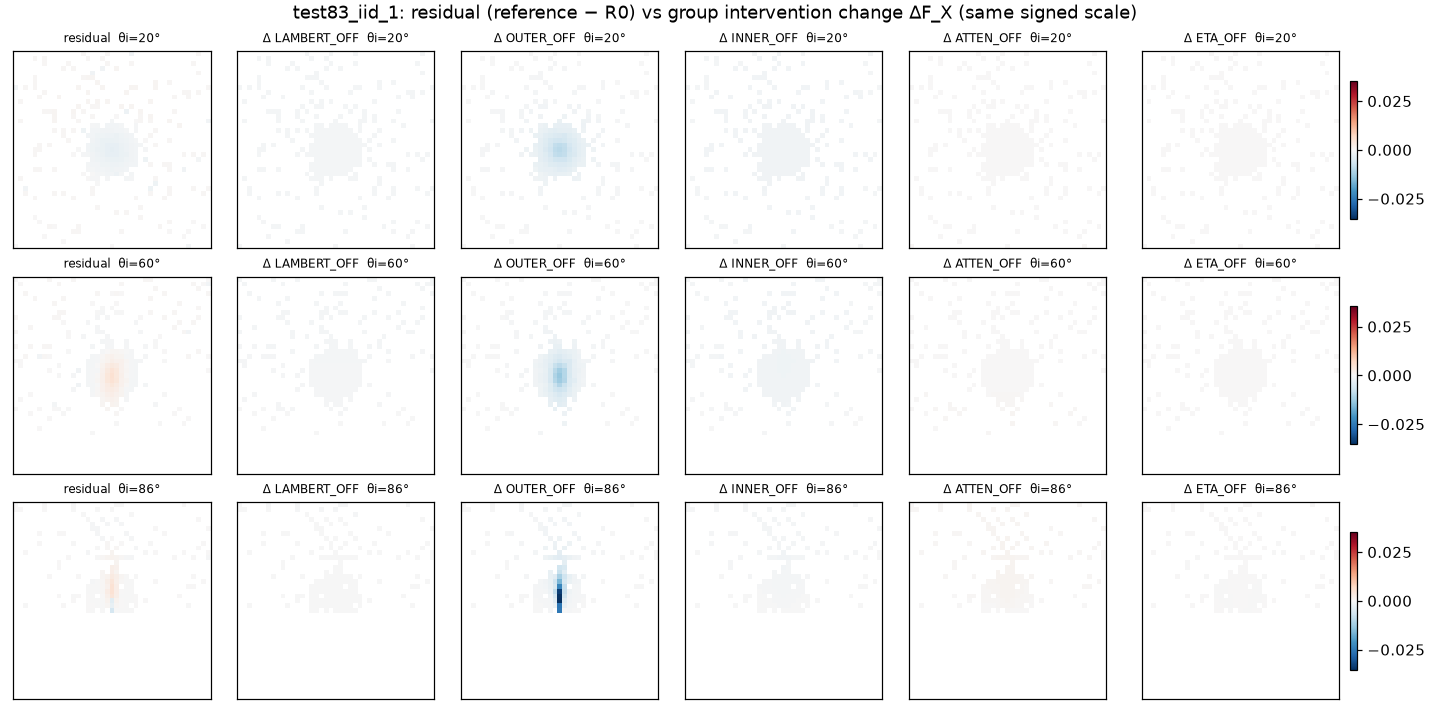 test83_iid_1: residual (reference − R0) vs group intervention change ΔF_X (same signed scale)
residual θi=20°
Δ LAMBERT_OFF θi=20°
Δ OUTER_OFF θi=20°
Δ INNER_OFF θi=20°
Δ ATTEN_OFF θi=20°
Δ ETA_OFF θi=20°
0.025
0.000
−0.025
residual θi=60°
Δ LAMBERT_OFF θi=60°
Δ OUTER_OFF θi=60°
Δ INNER_OFF θi=60°
Δ ATTEN_OFF θi=60°
Δ ETA_OFF θi=60°
0.025
0.000
−0.025
residual θi=86°
Δ LAMBERT_OFF θi=86°
Δ OUTER_OFF θi=86°
Δ INNER_OFF θi=86°
Δ ATTEN_OFF θi=86°
Δ ETA_OFF θi=86°
0.025
0.000
−0.025